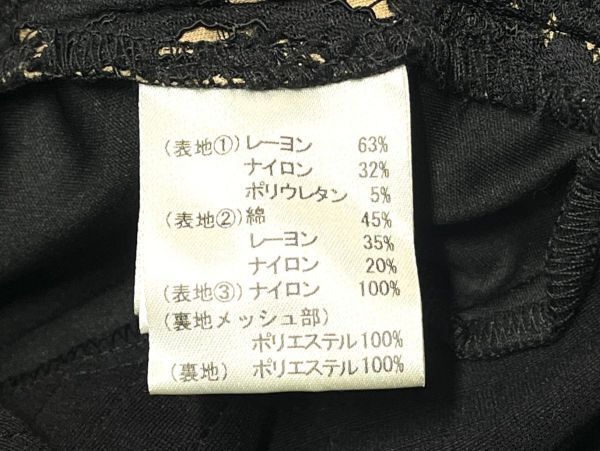 (表地①)レーヨン 63%
ナイロン 32%
ポリウレタン 5%
(表地②)綿 45%
レーヨン 35%
ナイロン 20%
(表地③)ナイロン 100%
(裏地メッシュ部)
ポリエステル100%
(裏地) ポリエステル100%